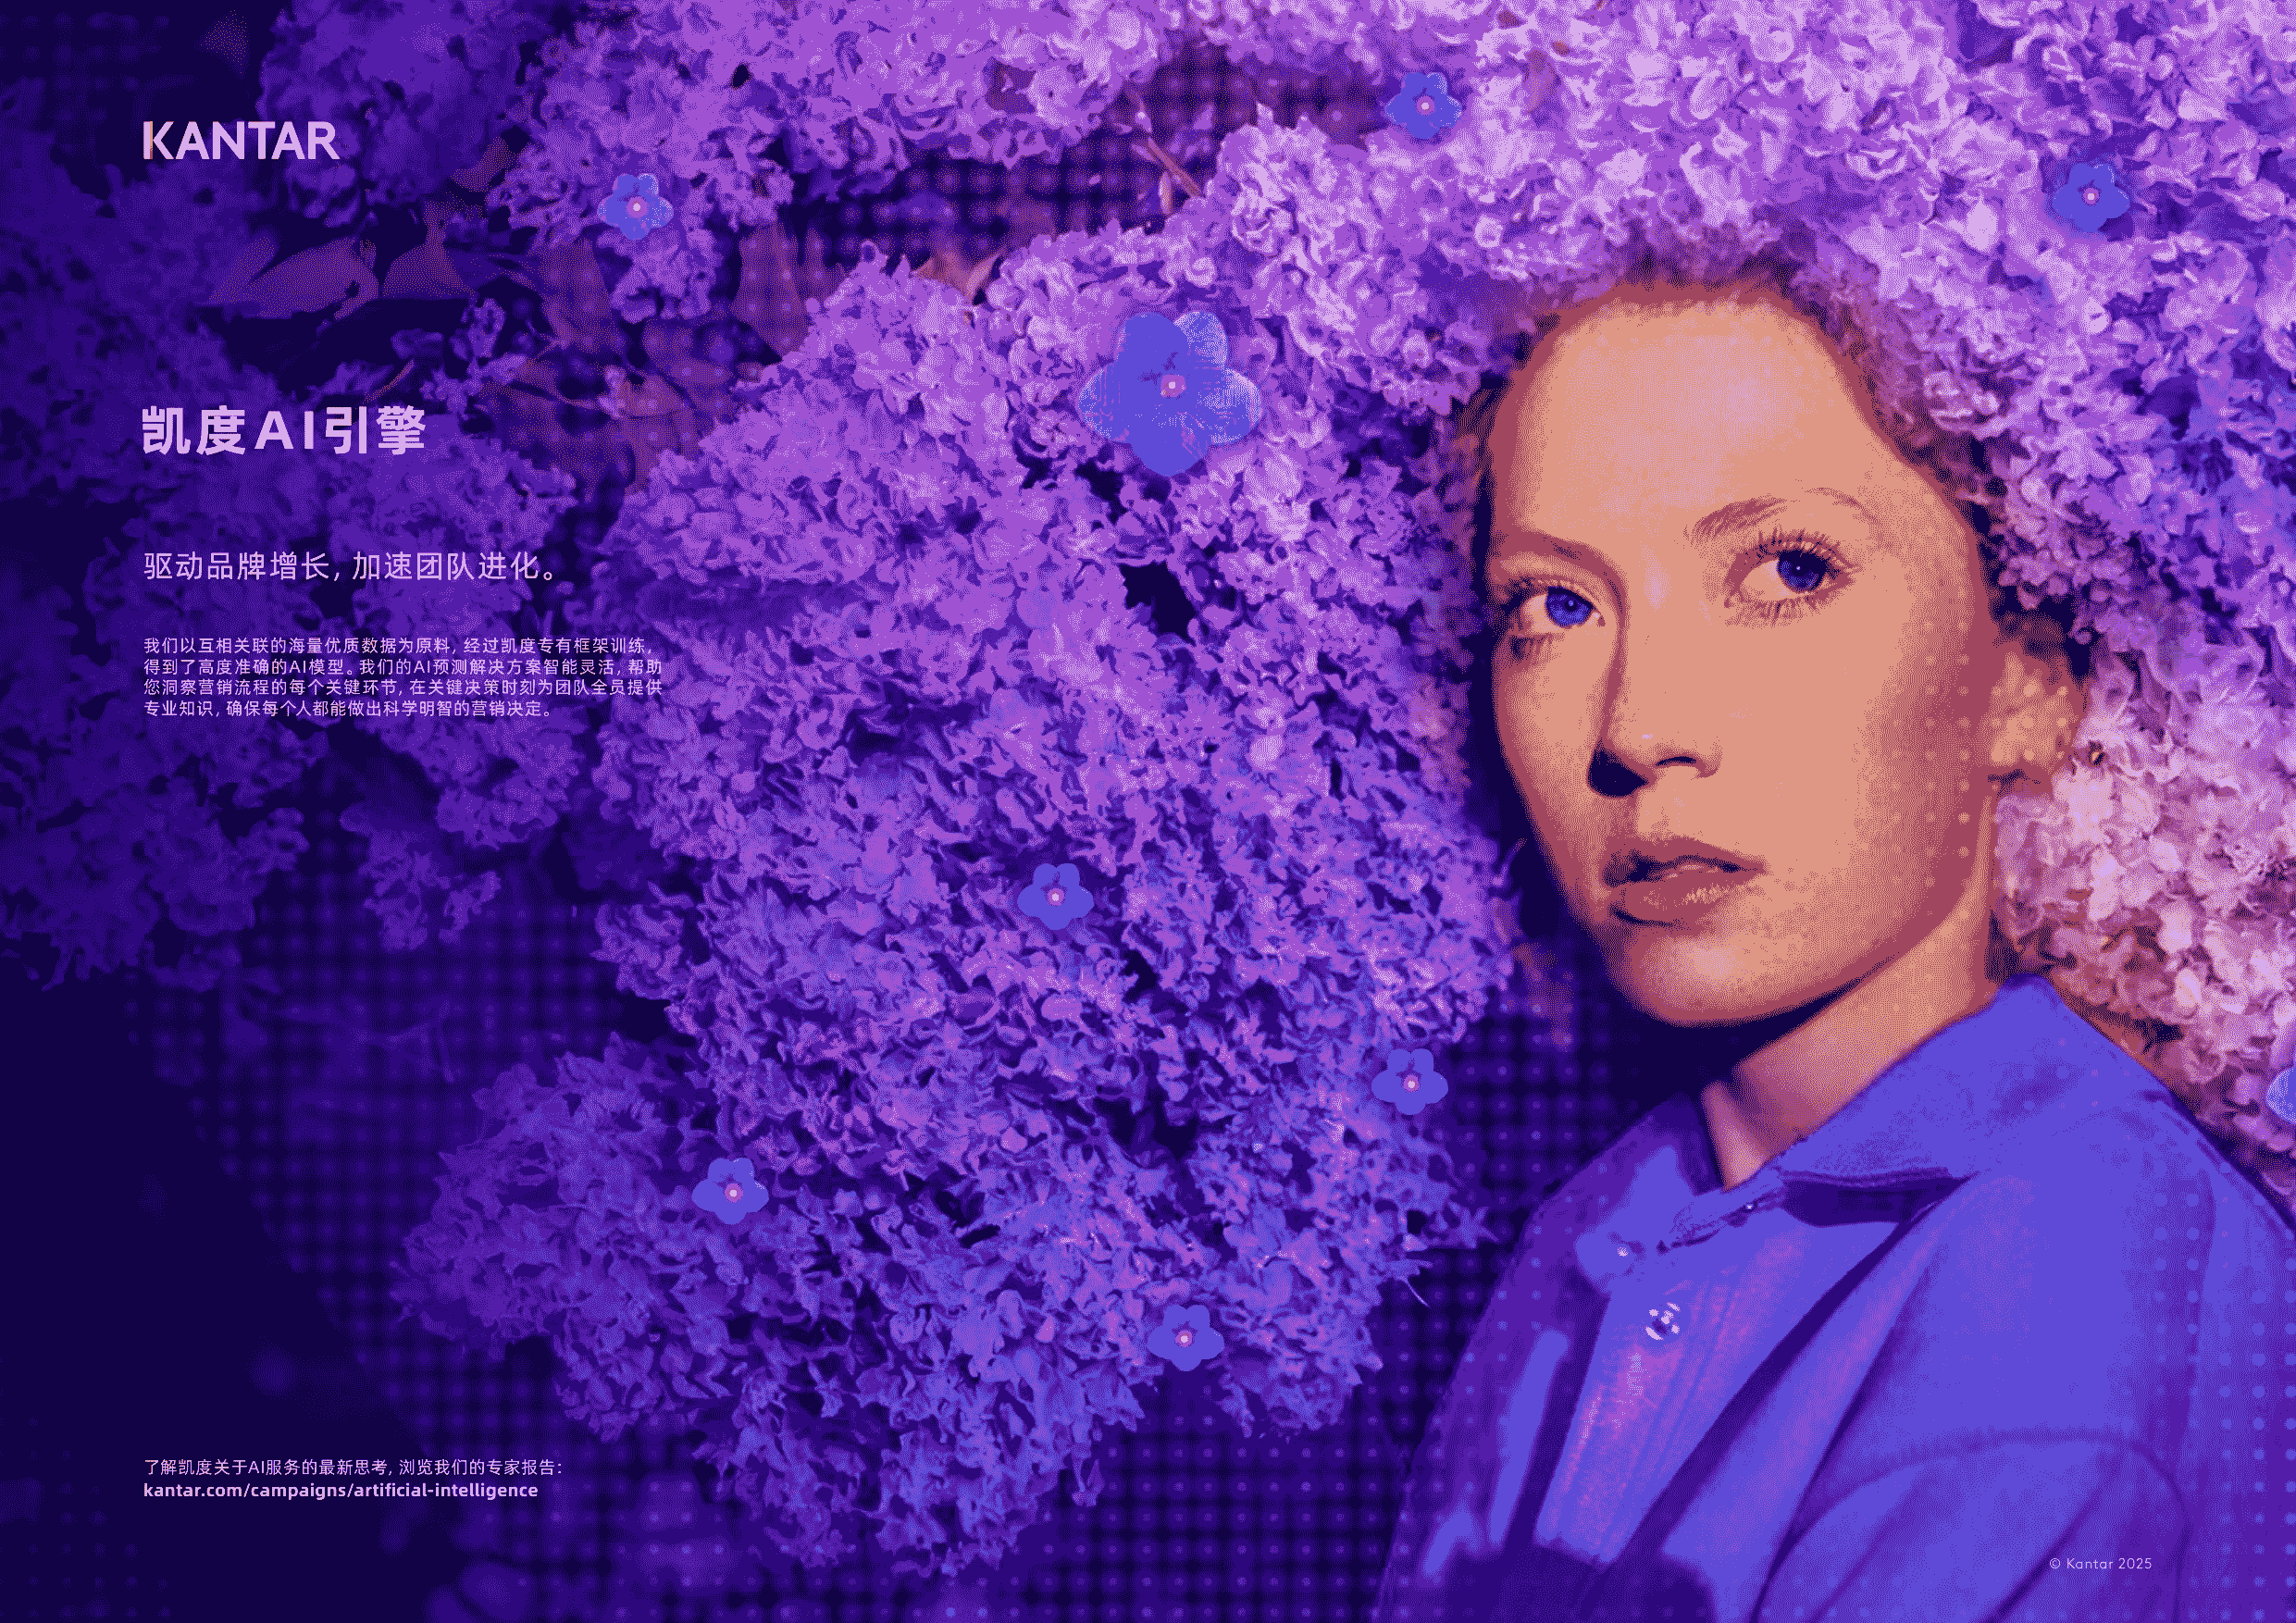 KANTAR
凯度AI引擎
驱动品牌增长, 加速团队进化。
我们以互相关联的海量优质数据为原料, 经过凯度专有框架训练,
得到了高度准确的AI模型。我们的AI预测解决方案智能灵活, 帮助
您洞察营销流程的每个关键环节, 在关键决策时刻为团队全员提供
专业知识, 确保每个人都能做出科学明智的营销决定。
了解凯度关于AI服务的最新思考, 浏览我们的专家报告:
kantar.com/campaigns/artificial-intelligence
© Kantar 2025